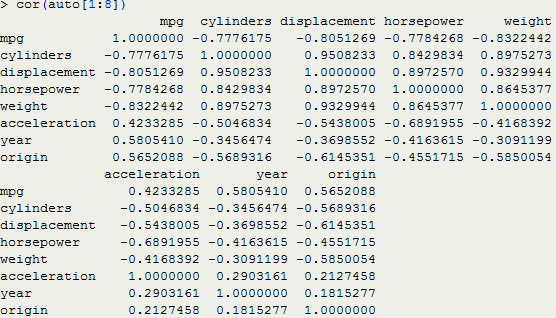 > cor(auto[1:8])
                    mpg  cylinders displacement horsepower     weight
mpg           1.0000000 -0.7776175   -0.8051269 -0.7784268 -0.8322442
cylinders    -0.7776175  1.0000000    0.9508233  0.8429834  0.8975273
displacement -0.8051269  0.9508233    1.0000000  0.8972570  0.9329944
horsepower   -0.7784268  0.8429834    0.8972570  1.0000000  0.8645377
weight       -0.8322442  0.8975273    0.9329944  0.8645377  1.0000000
acceleration  0.4233285 -0.5046834   -0.5438005 -0.6891955 -0.4168392
year          0.5805410 -0.3456474   -0.3698552 -0.4163615 -0.3091199
origin        0.5652088 -0.5689316   -0.6145351 -0.4551715 -0.5850054
             acceleration       year     origin
mpg             0.4233285  0.5805410  0.5652088
cylinders      -0.5046834 -0.3456474 -0.5689316
displacement   -0.5438005 -0.3698552 -0.6145351
horsepower     -0.6891955 -0.4163615 -0.4551715
weight         -0.4168392 -0.3091199 -0.5850054
acceleration    1.0000000  0.2903161  0.2127458
year            0.2903161  1.0000000  0.1815277
origin          0.2127458  0.1815277  1.0000000